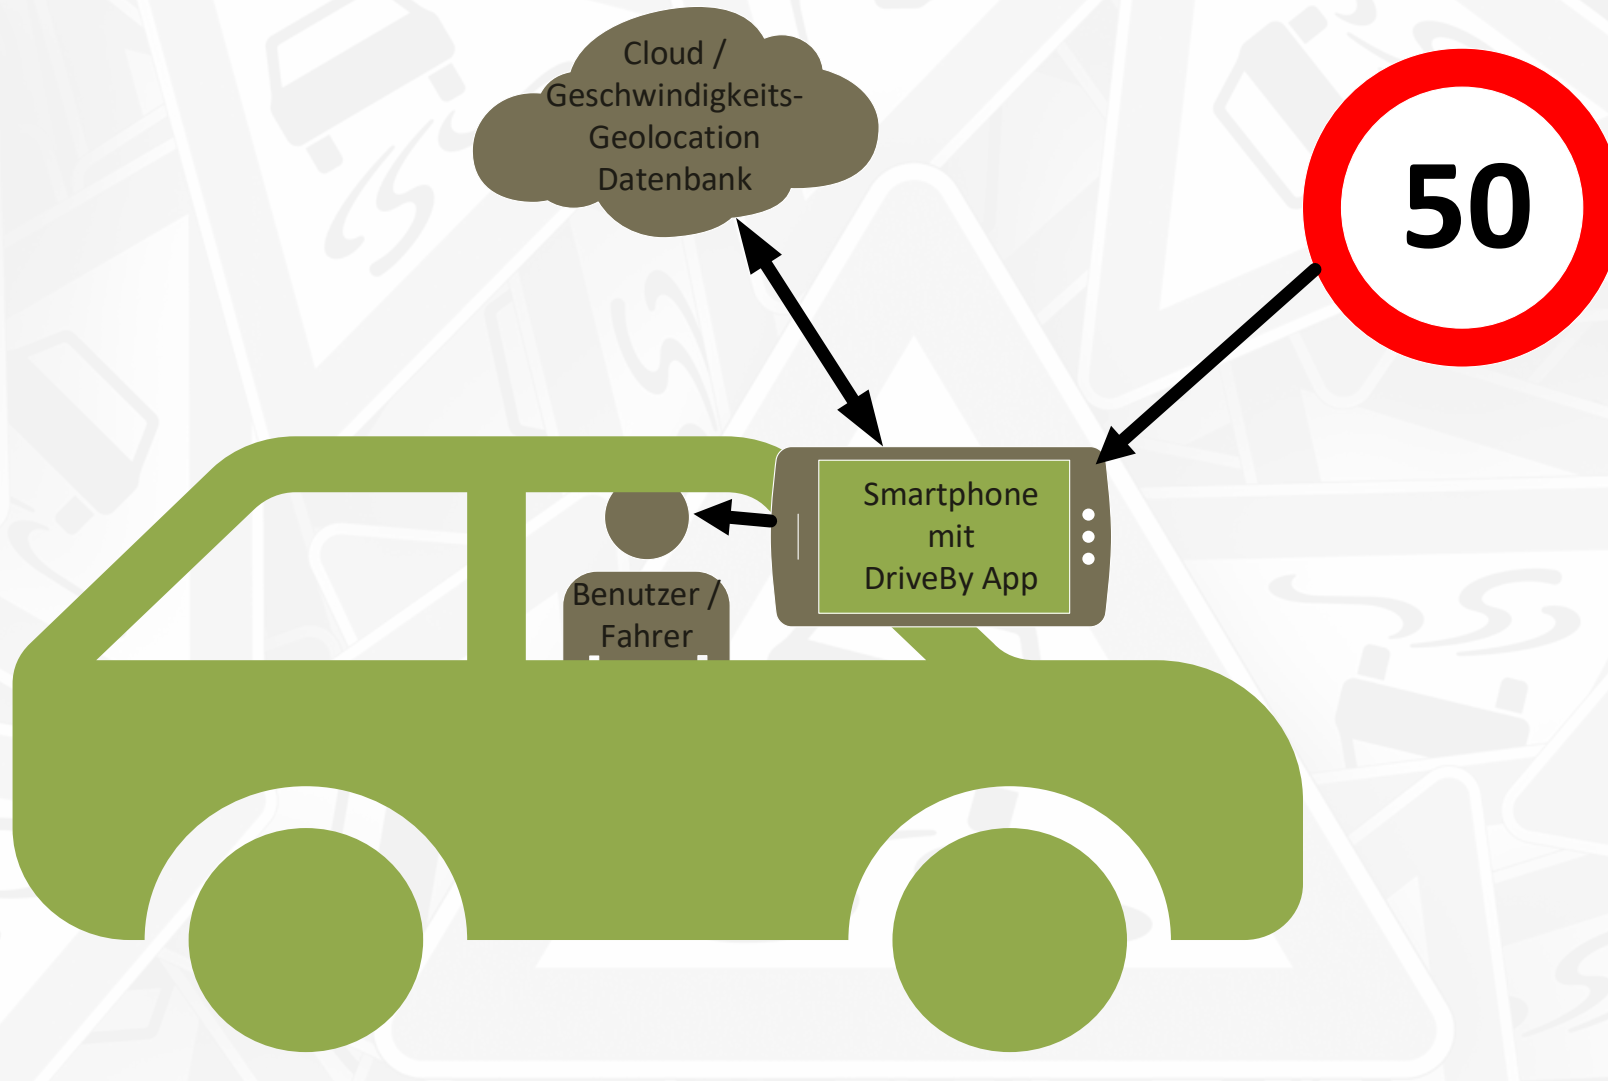 Cloud /
Geschwindigkeits-
Geolocation
Datenbank
50
Smartphone
mit
DriveBy App
Benutzer /
Fahrer